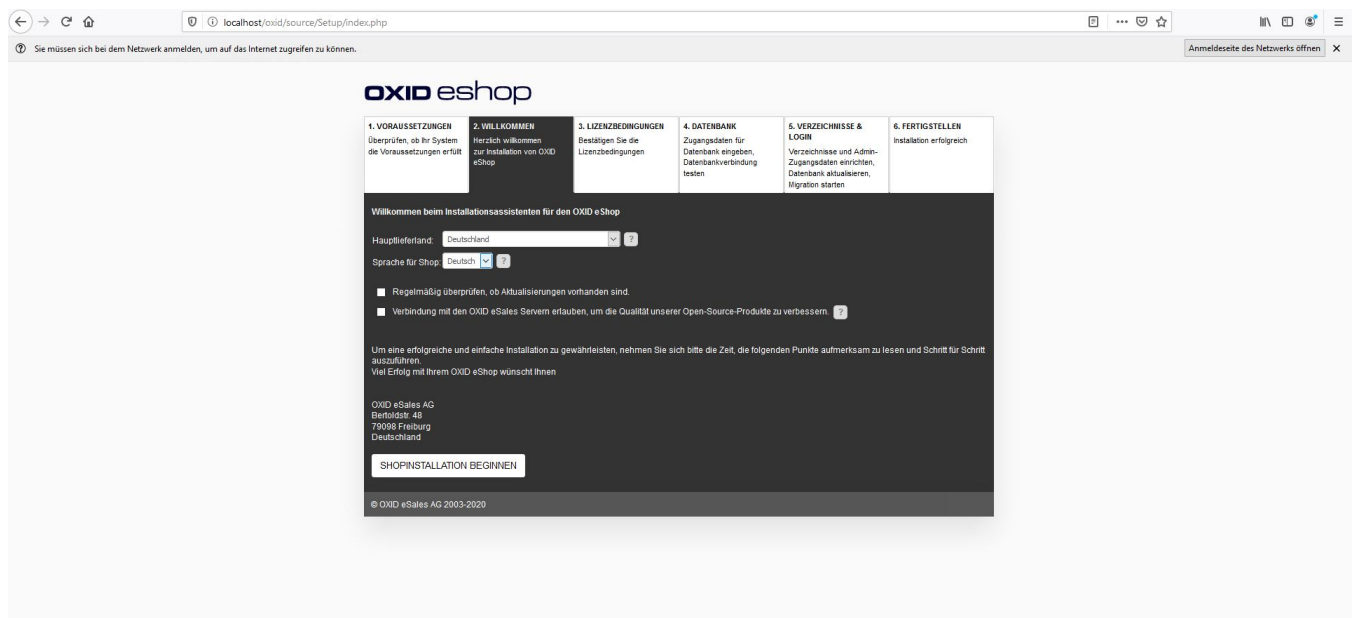 localhost/oxid/source/Setup/index.php
Sie müssen sich bei dem Netzwerk anmelden, um auf das Internet zugreifen zu können.
Anmeldeseite des Netzwerks öffnen
OXID eshop
1. VORAUSSETZUNGEN
Überprüfen, ob Ihr System
die Voraussetzungen erfüllt
2. WILLKOMMEN
Herzlich willkommen
zur Installation von OXID
eShop
3. LIZENZBEDINGUNGEN
Bestätigen Sie die
Lizenzbedingungen
4. DATENBANK
Zugangsdaten für
Datenbank eingeben,
Datenbankverbindung
testen
5. VERZEICHNISSE &
LOGIN
Verzeichnisse und Admin-
Zugangsdaten einrichten,
Datenbank aktualisieren,
Migration starten
6. FERTIGSTELLEN
Installation erfolgreich
Willkommen beim Installationsassistenten für den OXID eShop
Hauptlieferland: Deutschland ?
Sprache für Shop: Deutsch ?
Regelmäßig überprüfen, ob Aktualisierungen vorhanden sind.
Verbindung mit den OXID eSales Servern erlauben, um die Qualität unserer Open-Source-Produkte zu verbessern. ?
Um eine erfolgreiche und einfache Installation zu gewährleisten, nehmen Sie sich bitte die Zeit, die folgenden Punkte aufmerksam zu lesen und Schritt für Schritt
auszuführen.
Viel Erfolg mit Ihrem OXID eShop wünscht Ihnen
OXID eSales AG
Bertoldstr. 48
79098 Freiburg
Deutschland
SHOPINSTALLATION BEGINNEN
© OXID eSales AG 2003-2020